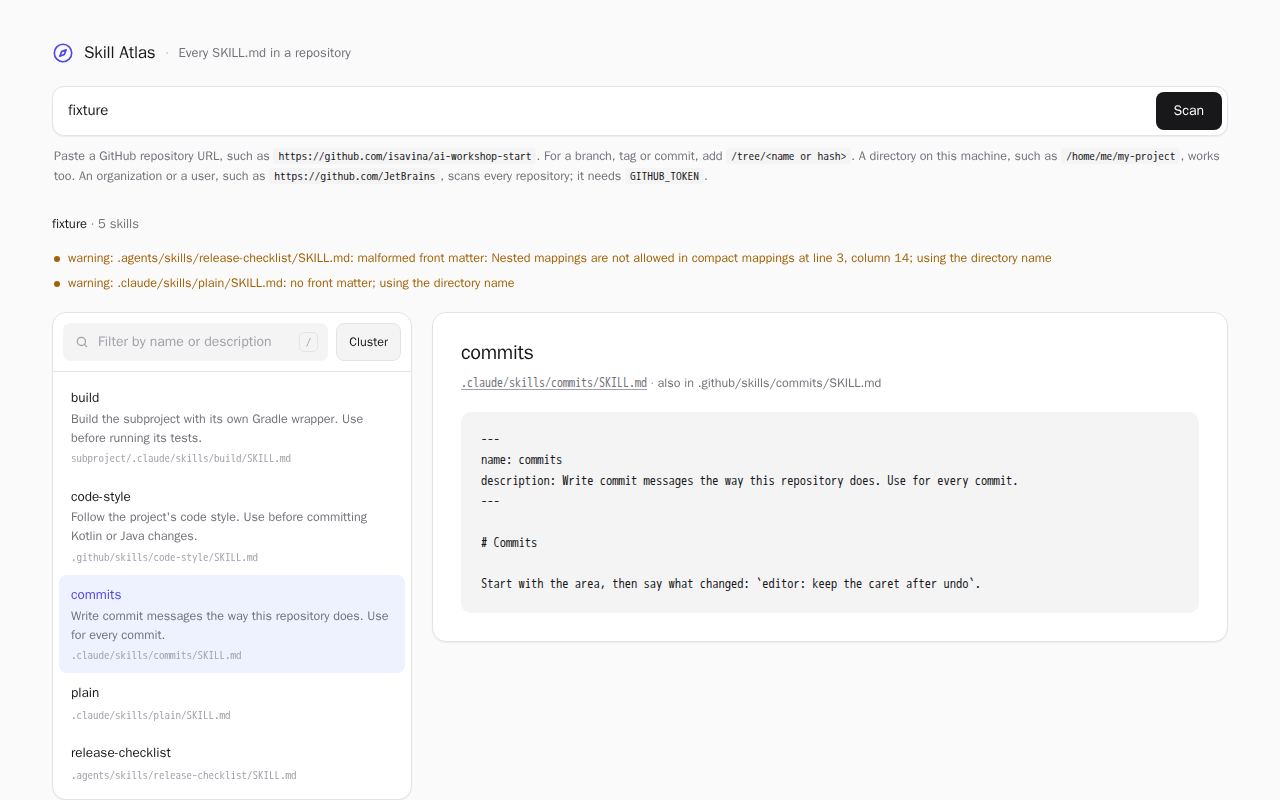 Skill Atlas · Every SKILL.md in a repository
fixture
Scan
Paste a GitHub repository URL, such as https://github.com/isavina/ai-workshop-start . For a branch, tag or commit, add /tree/<name or hash> . A directory on this machine, such as /home/me/my-project , works
too. An organization or a user, such as https://github.com/JetBrains , scans every repository; it needs GITHUB_TOKEN .
fixture · 5 skills
warning: .agents/skills/release-checklist/SKILL.md: malformed front matter: Nested mappings are not allowed in compact mappings at line 3, column 14; using the directory name
warning: .claude/skills/plain/SKILL.md: no front matter; using the directory name
Filter by name or description /
Cluster
build
Build the subproject with its own Gradle wrapper. Use
before running its tests.
subproject/.claude/skills/build/SKILL.md
code-style
Follow the project's code style. Use before committing
Kotlin or Java changes.
.github/skills/code-style/SKILL.md
commits
Write commit messages the way this repository does. Use
for every commit.
.claude/skills/commits/SKILL.md
plain
.claude/skills/plain/SKILL.md
release-checklist
.agents/skills/release-checklist/SKILL.md
commits
.claude/skills/commits/SKILL.md · also in .github/skills/commits/SKILL.md
---
name: commits
description: Write commit messages the way this repository does. Use for every commit.
---
# Commits
Start with the area, then say what changed: `editor: keep the caret after undo`.